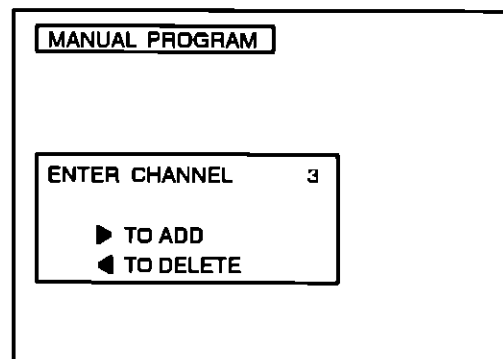 MANUAL PROGRAM
ENTER CHANNEL 3
▶ TO ADD
◀ TO DELETE